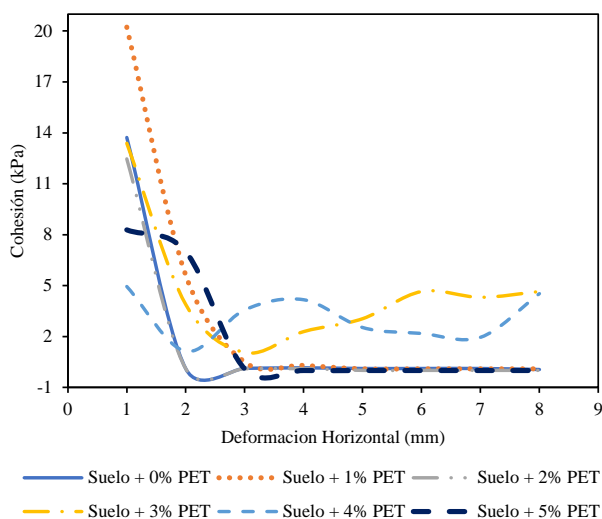 20
17
14
11
8
5
2
-1
Cohesión (kPa)
0 1 2 3 4 5 6 7 8 9
Deformacion Horizontal (mm)
Suelo + 0% PET Suelo + 1% PET Suelo + 2% PET
Suelo + 3% PET Suelo + 4% PET Suelo + 5% PET